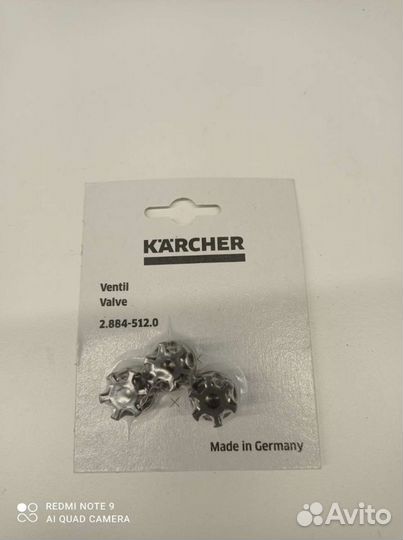 KÄRCHER
Ventil
Valve
2.884-512.0
Made in Germany
REDMI NOTE 9
AI QUAD CAMERA
Avito